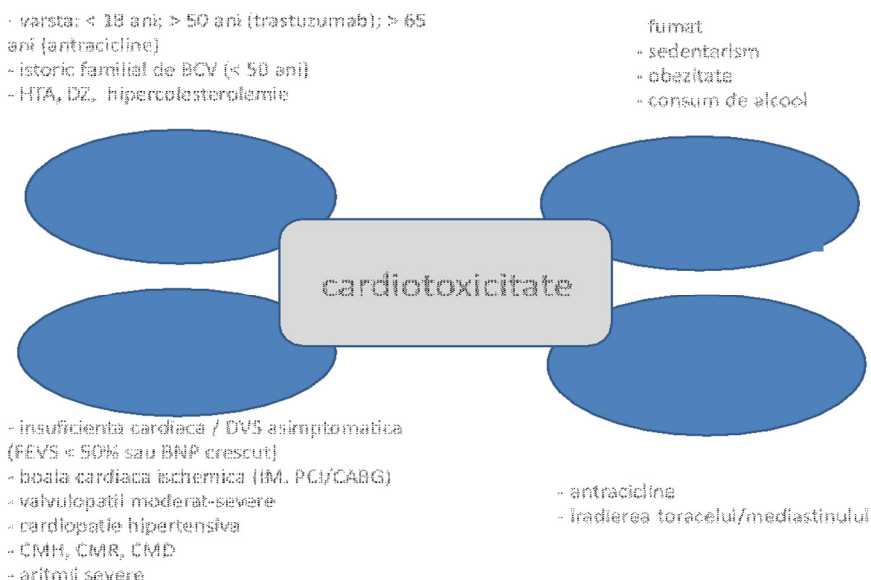 - varsta: < 18 ani; > 50 ani (trastuzumab); > 65
ani (antracicline)
- istoric familial de BCV (< 50 ani)
- HTA, DZ, hipercolesterolemie
fumat
- sedentarism
- obezitate
- consum de alcool
cardiotoxicitate
- insuficienta cardiaca / DVS asimptomatica
(FEVS < 50% sau BNP crescut)
- boala cardiaca ischemica (IM. PCI/CABG)
- valvulopatii moderat-severe
- cardiopatie hipertensiva
- CMH, CMR, CMD
- aritmii severe
- antracicline
- iradierea toracelui/mediastinului